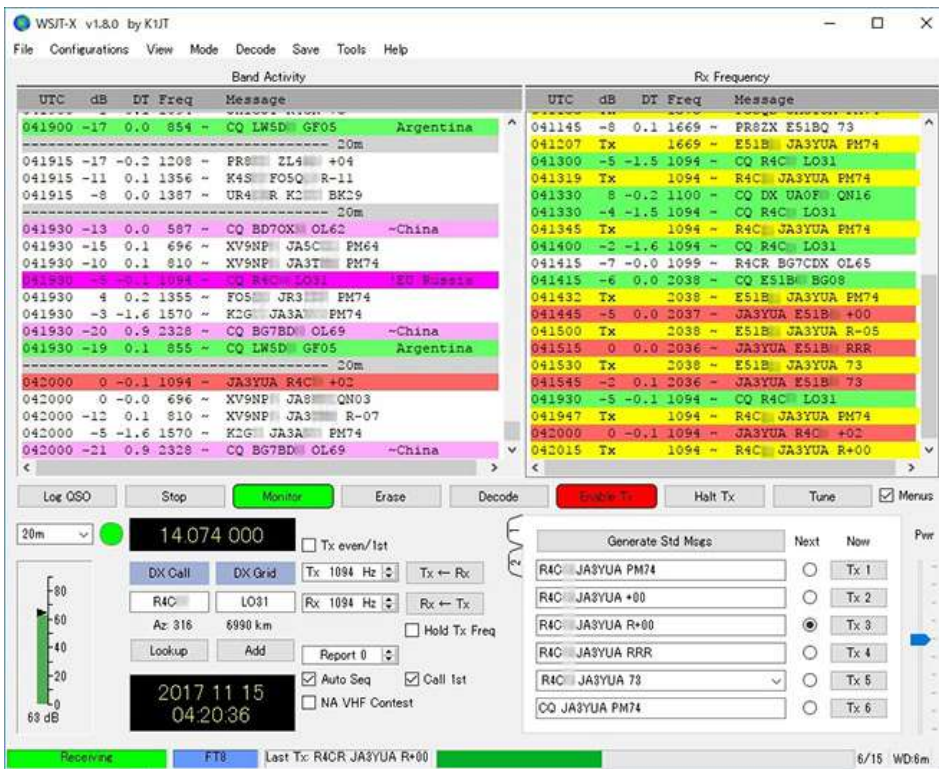 WSJT-X v1.8.0 by K1JT
File Configurations View Mode Decode Save Tools Help
Band Activity
UTC dB DT Freq Message
041900 -17 0.0 854 ~ CQ LW5D GF05 Argentina
20m
041915 -17 -0.2 1208 ~ PR8 ZL4 +04
041915 -11 0.1 1356 ~ K4S FO5Q R-11
041915 -8 0.0 1387 ~ UR4 R K2 BK29
20m
041930 -13 0.0 587 ~ CQ BD7OX OL62 ~China
041930 -15 0.1 696 ~ XV9NP JA5C PM64
041930 -10 0.1 810 ~ XV9NP JA3T PM74
041930 -5 -0.1 1094 ~ CQ R4C LO31 !EU Russia
041930 4 0.2 1355 ~ FO5 JR3 PM74
041930 -3 -1.6 1570 ~ K2G JA3A PM74
041930 -20 0.9 2328 ~ CQ BG7BD OL69 ~China
041930 -19 0.1 855 ~ CQ LW5D GF05 Argentina
20m
042000 0 -0.1 1094 ~ JA3YUA R4C +02
042000 0 -0.0 696 ~ XV9NP JA8 QN03
042000 -12 0.1 810 ~ XV9NP JA3 R-07
042000 -5 -1.6 1570 ~ K2G JA3A PM74
042000 -21 0.9 2328 ~ CQ BG7BD OL69 ~China
Rx Frequency
UTC dB DT Freq Message
041145 -8 0.1 1669 ~ PR8ZX E51BQ 73
041207 Tx 1669 ~ E51B JA3YUA PM74
041300 -5 -1.5 1094 ~ CQ R4C LO31
041319 Tx 1094 ~ R4C JA3YUA PM74
041330 8 -0.2 1100 ~ CQ DX UA0F QN16
041330 -4 -1.5 1094 ~ CQ R4C LO31
041345 Tx 1094 ~ R4C JA3YUA PM74
041400 -2 -1.6 1094 ~ CQ R4C LO31
041415 -7 -0.0 1099 ~ R4CR BG7CDX OL65
041415 -6 0.0 2038 ~ CQ E51B BG08
041432 Tx 2038 ~ E51B JA3YUA PM74
041445 -5 0.0 2037 ~ JA3YUA E51B +00
041500 Tx 2038 ~ E51B JA3YUA R-05
041515 0 0.0 2036 ~ JA3YUA E51B RRR
041530 Tx 2038 ~ E51B JA3YUA 73
041545 -2 0.1 2036 ~ JA3YUA E51B 73
041930 -5 -0.1 1094 ~ CQ R4C LO31
041947 Tx 1094 ~ R4C JA3YUA PM74
042000 0 -0.1 1094 ~ JA3YUA R4C +02
042015 Tx 1094 ~ R4C JA3YUA R+00
Log QSO Stop Monitor Erase Decode Enable Tx Halt Tx Tune Menus
20m 14.074 000 Tx even/1st
DX Call DX Grid Tx 1094 Hz Tx ← Rx
R4C LO31 Rx 1094 Hz Rx ← Tx
Az: 316 6990 km Hold Tx Freq
Lookup Add Report 0
Auto Seq Call 1st
NA VHF Contest
2017 11 15
04:20:36
-80
-60
-40
-20
-0
63 dB
2
Generate Std Msgs Next Now Pwr
R4C JA3YUA PM74 Tx 1
R4C JA3YUA +00 Tx 2
R4C JA3YUA R+00 Tx 3
R4C JA3YUA RRR Tx 4
R4C JA3YUA 73 Tx 5
CQ JA3YUA PM74 Tx 6
Receiving FT8 Last Tx: R4CR JA3YUA R+00 6/15 WD:6m